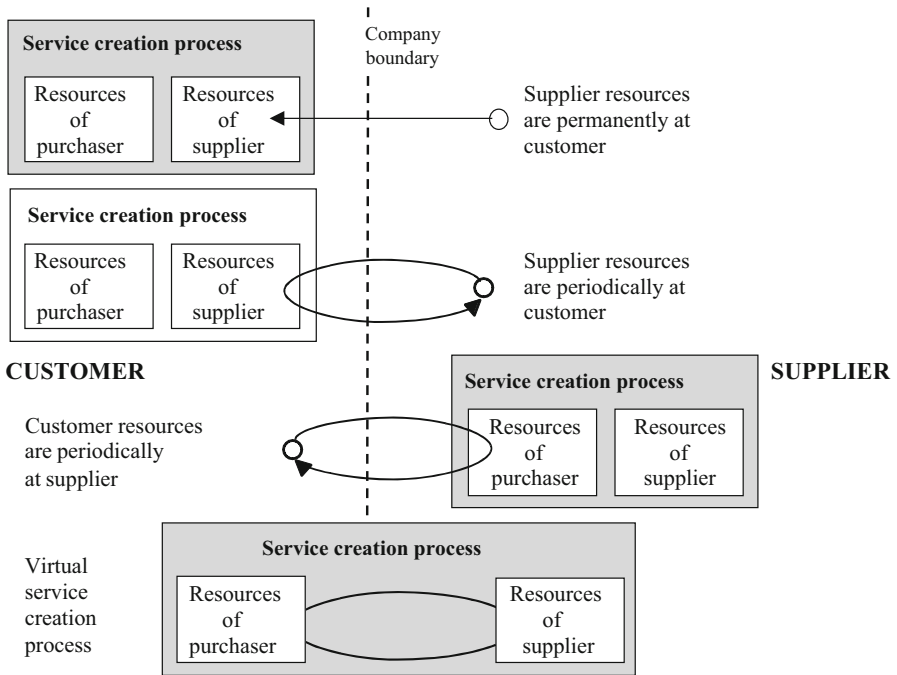 Company
boundary
Service creation process
Resources
of
purchaser
Resources
of
supplier
Supplier resources
are permanently at
customer
Service creation process
Resources
of
purchaser
Resources
of
supplier
Supplier resources
are periodically at
customer
CUSTOMER
SUPPLIER
Service creation process
Customer resources
are periodically
at supplier
Resources
of
purchaser
Resources
of
supplier
Service creation process
Virtual
service
creation
process
Resources
of
purchaser
Resources
of
supplier